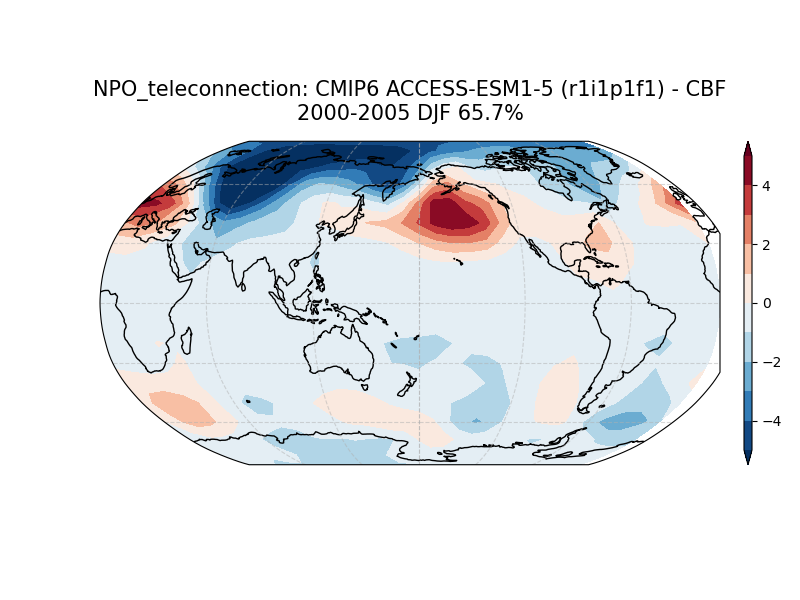 NPO_teleconnection: CMIP6 ACCESS-ESM1-5 (r1i1p1f1) - CBF
2000-2005 DJF 65.7%
4
2
0
−2
−4